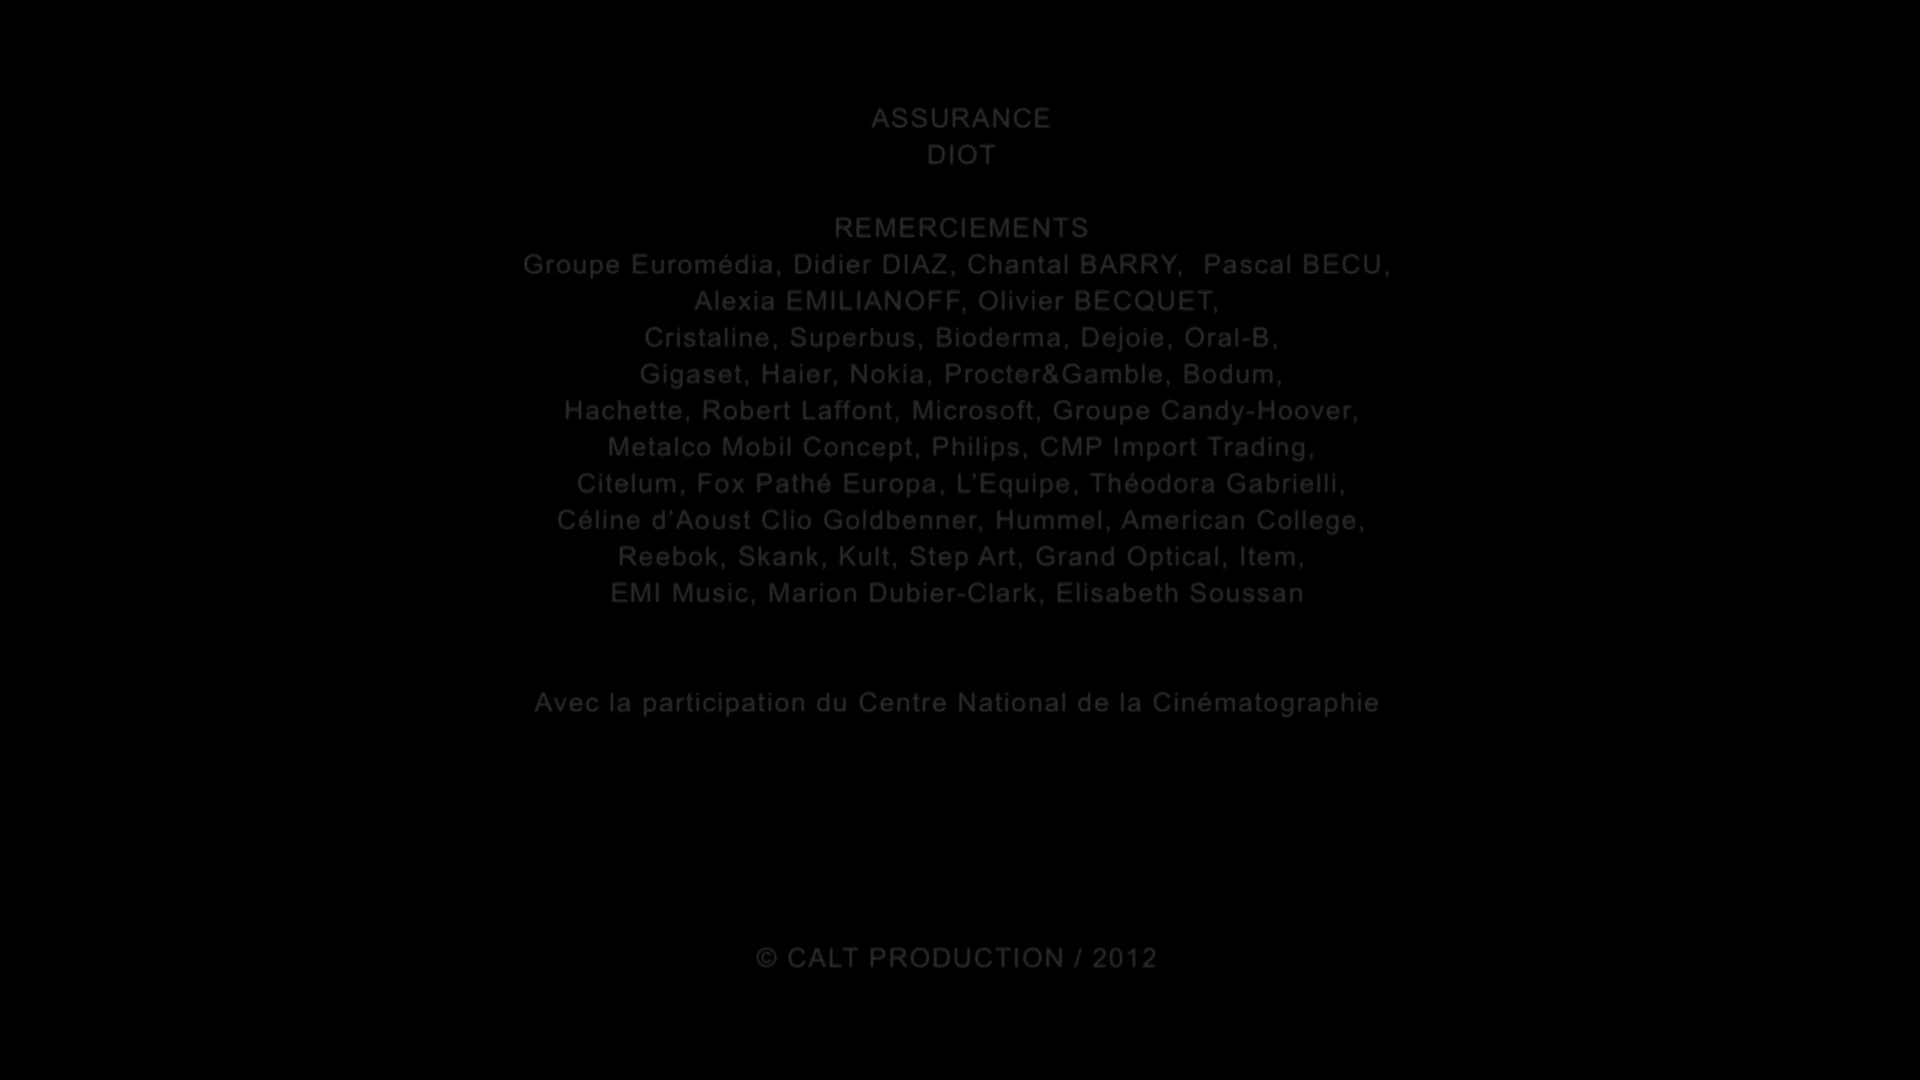 ASSURANCE
DIOT
REMERCIEMENTS
Groupe Euromédia, Didier DIAZ, Chantal BARRY, Pascal BECU,
Alexia EMILIANOFF, Olivier BECQUET,
Cristaline, Superbus, Bioderma, Dejoie, Oral-B,
Gigaset, Haier, Nokia, Procter&Gamble, Bodum,
Hachette, Robert Laffont, Microsoft, Groupe Candy-Hoover,
Metalco Mobil Concept, Philips, CMP Import Trading,
Citelum, Fox Pathé Europa, L’Equipe, Théodora Gabrielli,
Céline d’Aoust Clio Goldbenner, Hummel, American College,
Reebok, Skank, Kult, Step Art, Grand Optical, Item,
EMI Music, Marion Dubier-Clark, Elisabeth Soussan
Avec la participation du Centre National de la Cinématographie
© CALT PRODUCTION / 2012